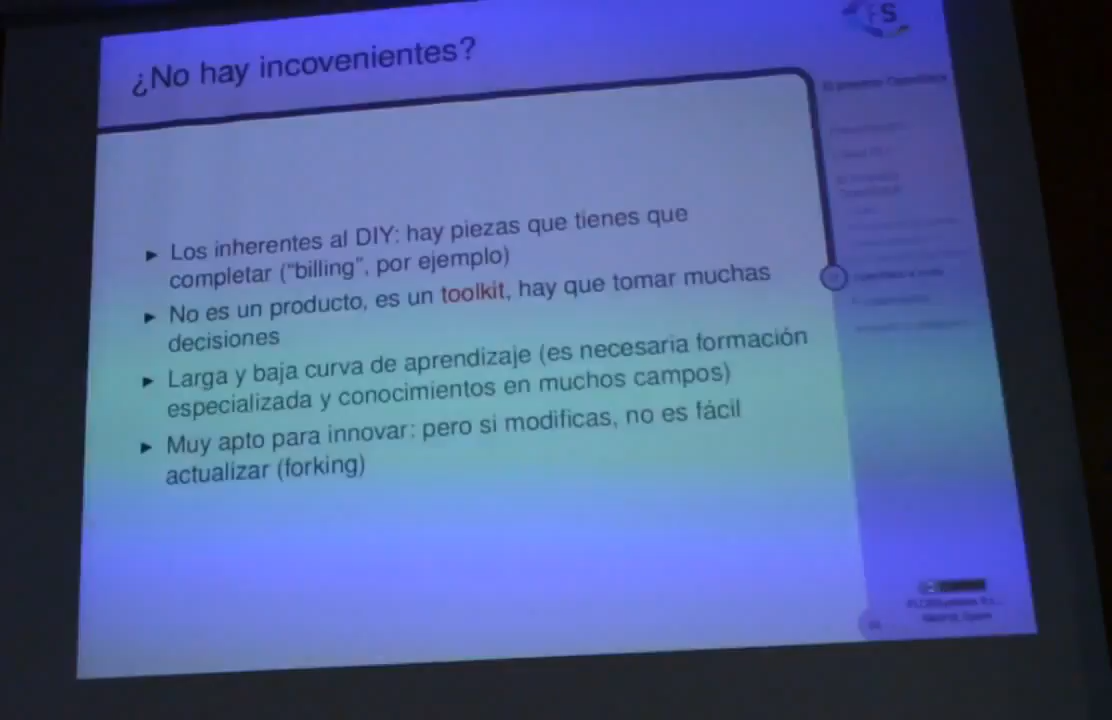 ¿No hay incovenientes?
FS
► Los inherentes al DIY: hay piezas que tienes que
completar (“billing”, por ejemplo)
► No es un producto, es un toolkit, hay que tomar muchas
decisiones
► Larga y baja curva de aprendizaje (es necesaria formación
especializada y conocimientos en muchos campos)
► Muy apto para innovar: pero si modificas, no es fácil
actualizar (forking)